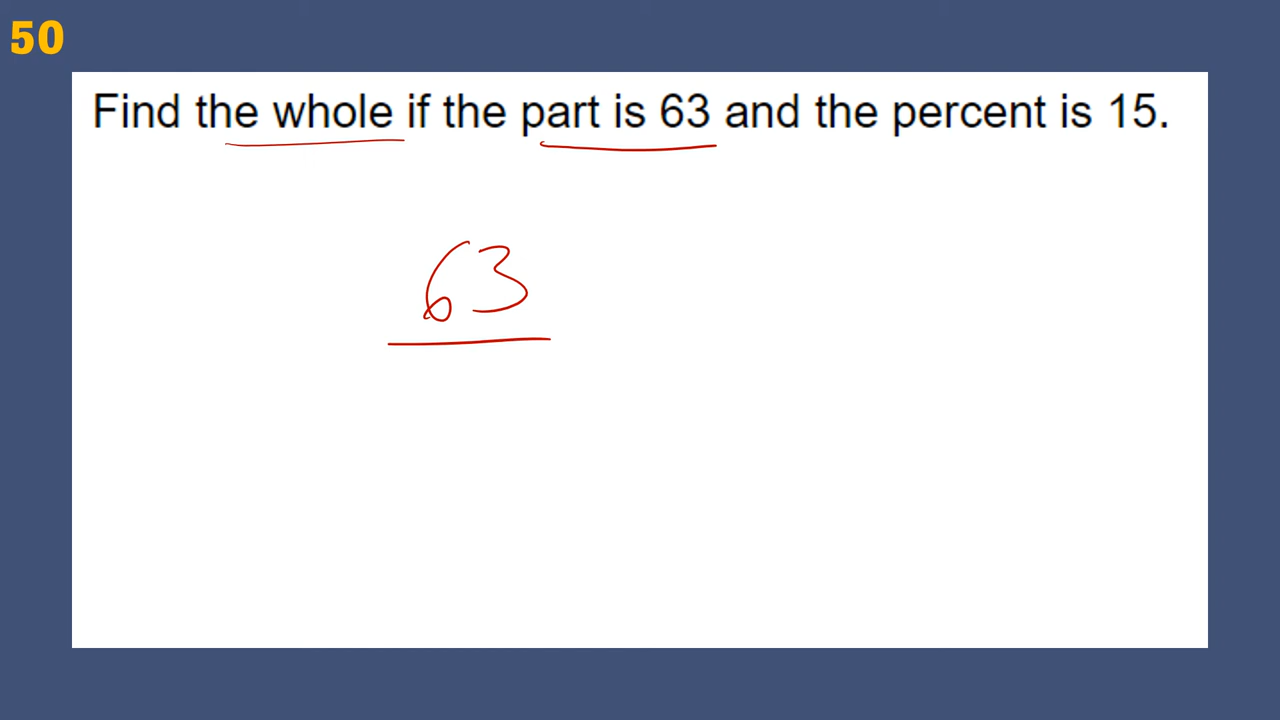 50
Find the whole if the part is 63 and the percent is 15.
63